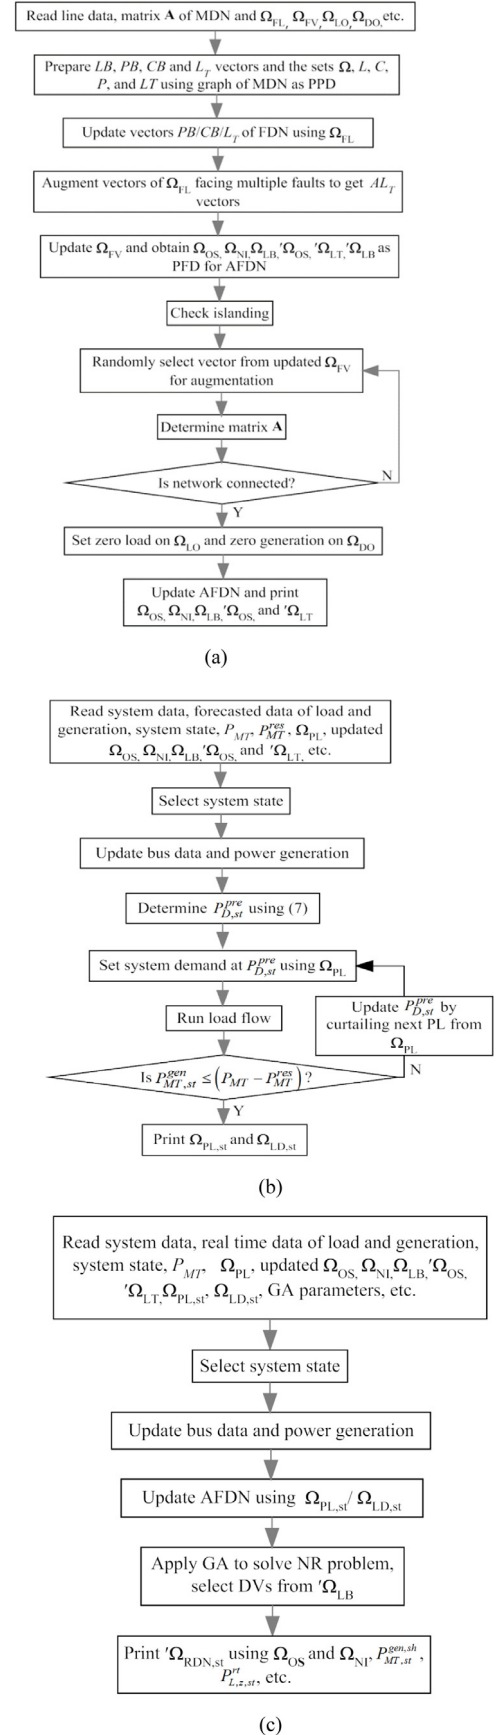 Read line data, matrix A of MDN and Ω_FL, Ω_FV, Ω_LO, Ω_DO, etc.
Prepare LB, PB, CB and L_T vectors and the sets Ω, L, C,
P, and LT using graph of MDN as PPD
Update vectors PB/CB/L_T of FDN using Ω_FL
Augment vectors of Ω_FL facing multiple faults to get AL_T
vectors
Update Ω_FV and obtain Ω_OS, Ω_NI, Ω_LB, ′Ω_OS, ′Ω_LT, ′Ω_LB as
PFD for AFDN
Check islanding
Randomly select vector from updated Ω_FV
for augmentation
Determine matrix A
Is network connected?
N
Y
Set zero load on Ω_LO and zero generation on Ω_DO
Update AFDN and print
Ω_OS, Ω_NI, Ω_LB, ′Ω_OS, and ′Ω_LT
(a)
Read system data, forecasted data of load and
generation, system state, P_MT, P_MT^res, Ω_PL, updated
Ω_OS, Ω_NI, Ω_LB, ′Ω_OS, and ′Ω_LT, etc.
Select system state
Update bus data and power generation
Determine P_D,st^pre using (7)
Set system demand at P_D,st^pre using Ω_PL
Run load flow
Update P_D,st^pre by
curtailing next PL from
Ω_PL
Is P_MT,st^gen ≤ (P_MT − P_MT^res) ?
N
Y
Print Ω_PL,st and Ω_LD,st
(b)
Read system data, real time data of load and generation,
system state, P_MT, Ω_PL, updated Ω_OS, Ω_NI, Ω_LB, ′Ω_OS,
′Ω_LT, Ω_PL,st, Ω_LD,st, GA parameters, etc.
Select system state
Update bus data and power generation
Update AFDN using Ω_PL,st / Ω_LD,st
Apply GA to solve NR problem,
select DVs from ′Ω_LB
Print ′Ω_RDN,st using Ω_OS and Ω_NI, P_MT,st^gen,sh,
P_L,z,st^rt, etc.
(c)